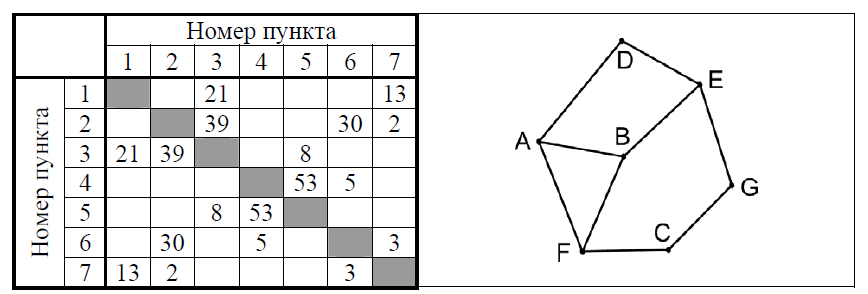 Номер пункта
1 2 3 4 5 6 7
Номер пункта
1 21 13
2 39 30 2
3 21 39 8
4 53 5
5 8 53
6 30 5 3
7 13 2 3
D
E
A
B
G
F
C